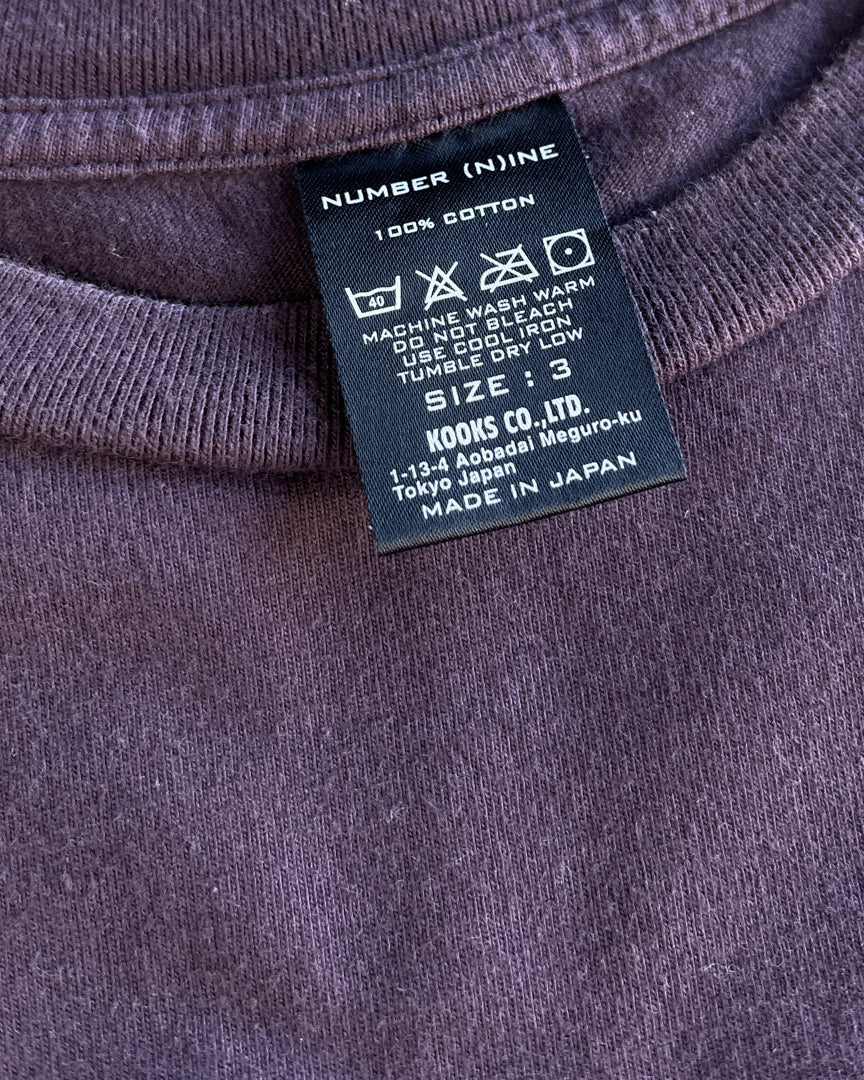 NUMBER (N)INE
100% COTTON
40
MACHINE WASH WARM
DO NOT BLEACH
USE COOL IRON
TUMBLE DRY LOW
SIZE : 3
KOOKS CO.,LTD.
1-13-4 Aobadai Meguro-ku
Tokyo Japan
MADE IN JAPAN